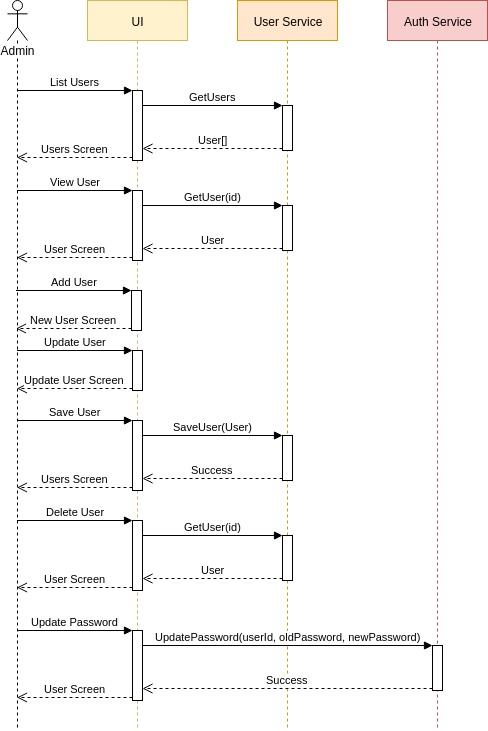 UI
User Service
Auth Service
Admin
List Users
GetUsers
User[]
Users Screen
View User
GetUser(id)
User
User Screen
Add User
New User Screen
Update User
Update User Screen
Save User
SaveUser(User)
Success
Users Screen
Delete User
GetUser(id)
User
User Screen
Update Password
UpdatePassword(userId, oldPassword, newPassword)
Success
User Screen